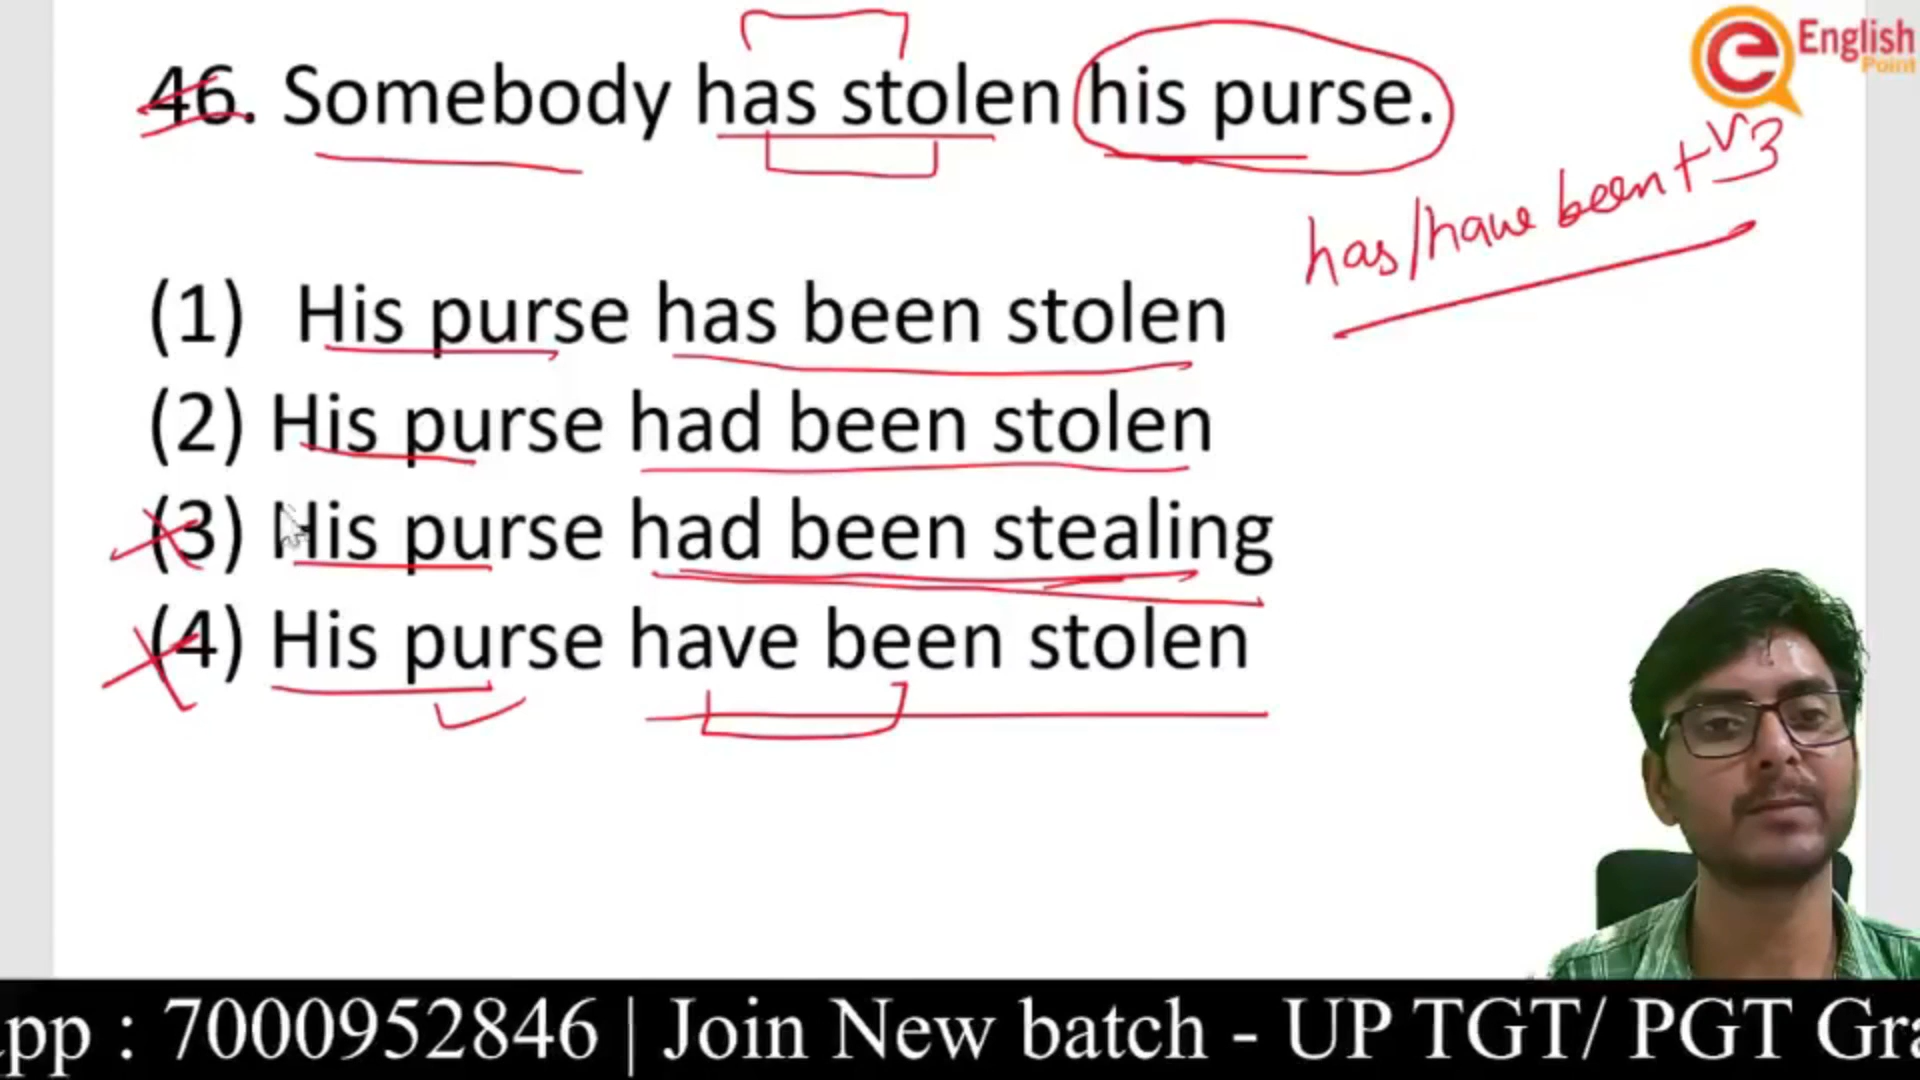 46. Somebody has stolen his purse.
English
Point
has/have been + V3
(1) His purse has been stolen
(2) His purse had been stolen
(3) His purse had been stealing
(4) His purse have been stolen
pp : 7000952846 | Join New batch - UP TGT/ PGT Gra